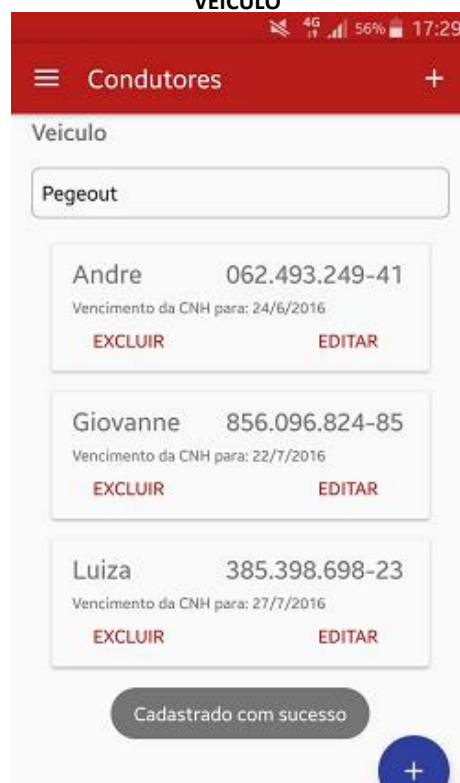 VEÍCULO
4G 56% 17:29
Condutores +
Veiculo
Pegeout
Andre 062.493.249-41
Vencimento da CNH para: 24/6/2016
EXCLUIR EDITAR
Giovanne 856.096.824-85
Vencimento da CNH para: 22/7/2016
EXCLUIR EDITAR
Luiza 385.398.698-23
Vencimento da CNH para: 27/7/2016
EXCLUIR EDITAR
Cadastrado com sucesso
+